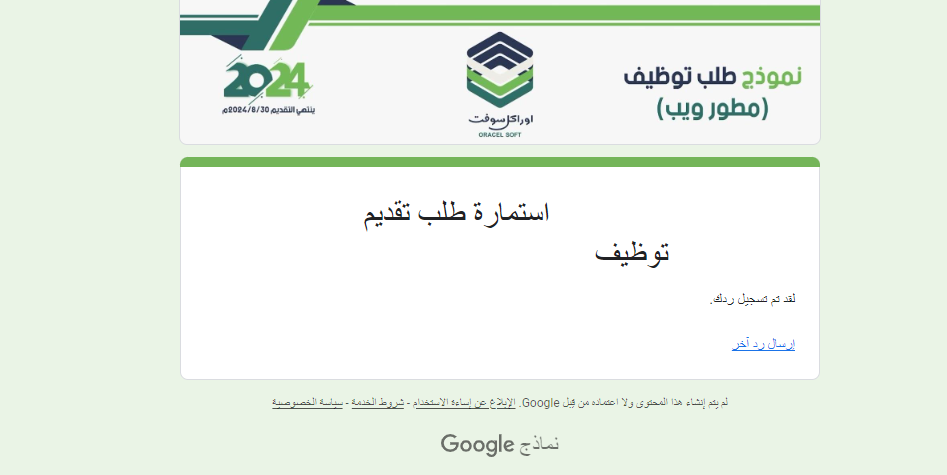 نموذج طلب توظيف
(مطور ويب)
اوراكل سوفت
ORACEL SOFT
2024
ينتهي التقديم 2024/8/30م
استمارة طلب تقديم
توظيف
لقد تم تسجيل ردك.
إرسال رد آخر
لم يتم إنشاء هذا المحتوى ولا اعتماده من قِبل Google. الإبلاغ عن إساءة الاستخدام - شروط الخدمة - سياسة الخصوصية
نماذج Google